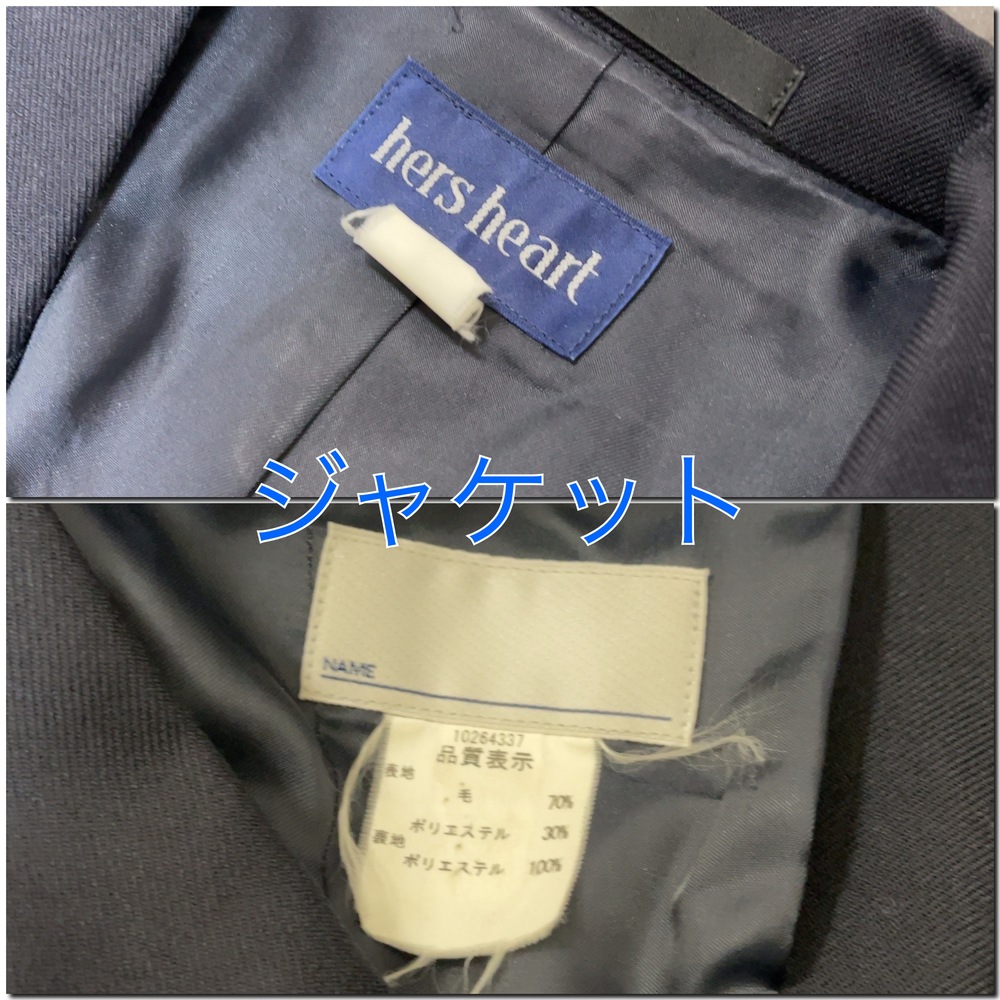 hers heart
ジャケット
NAME
10264337
品質表示
表地
毛 70%
ポリエステル 30%
裏地
ポリエステル 100%